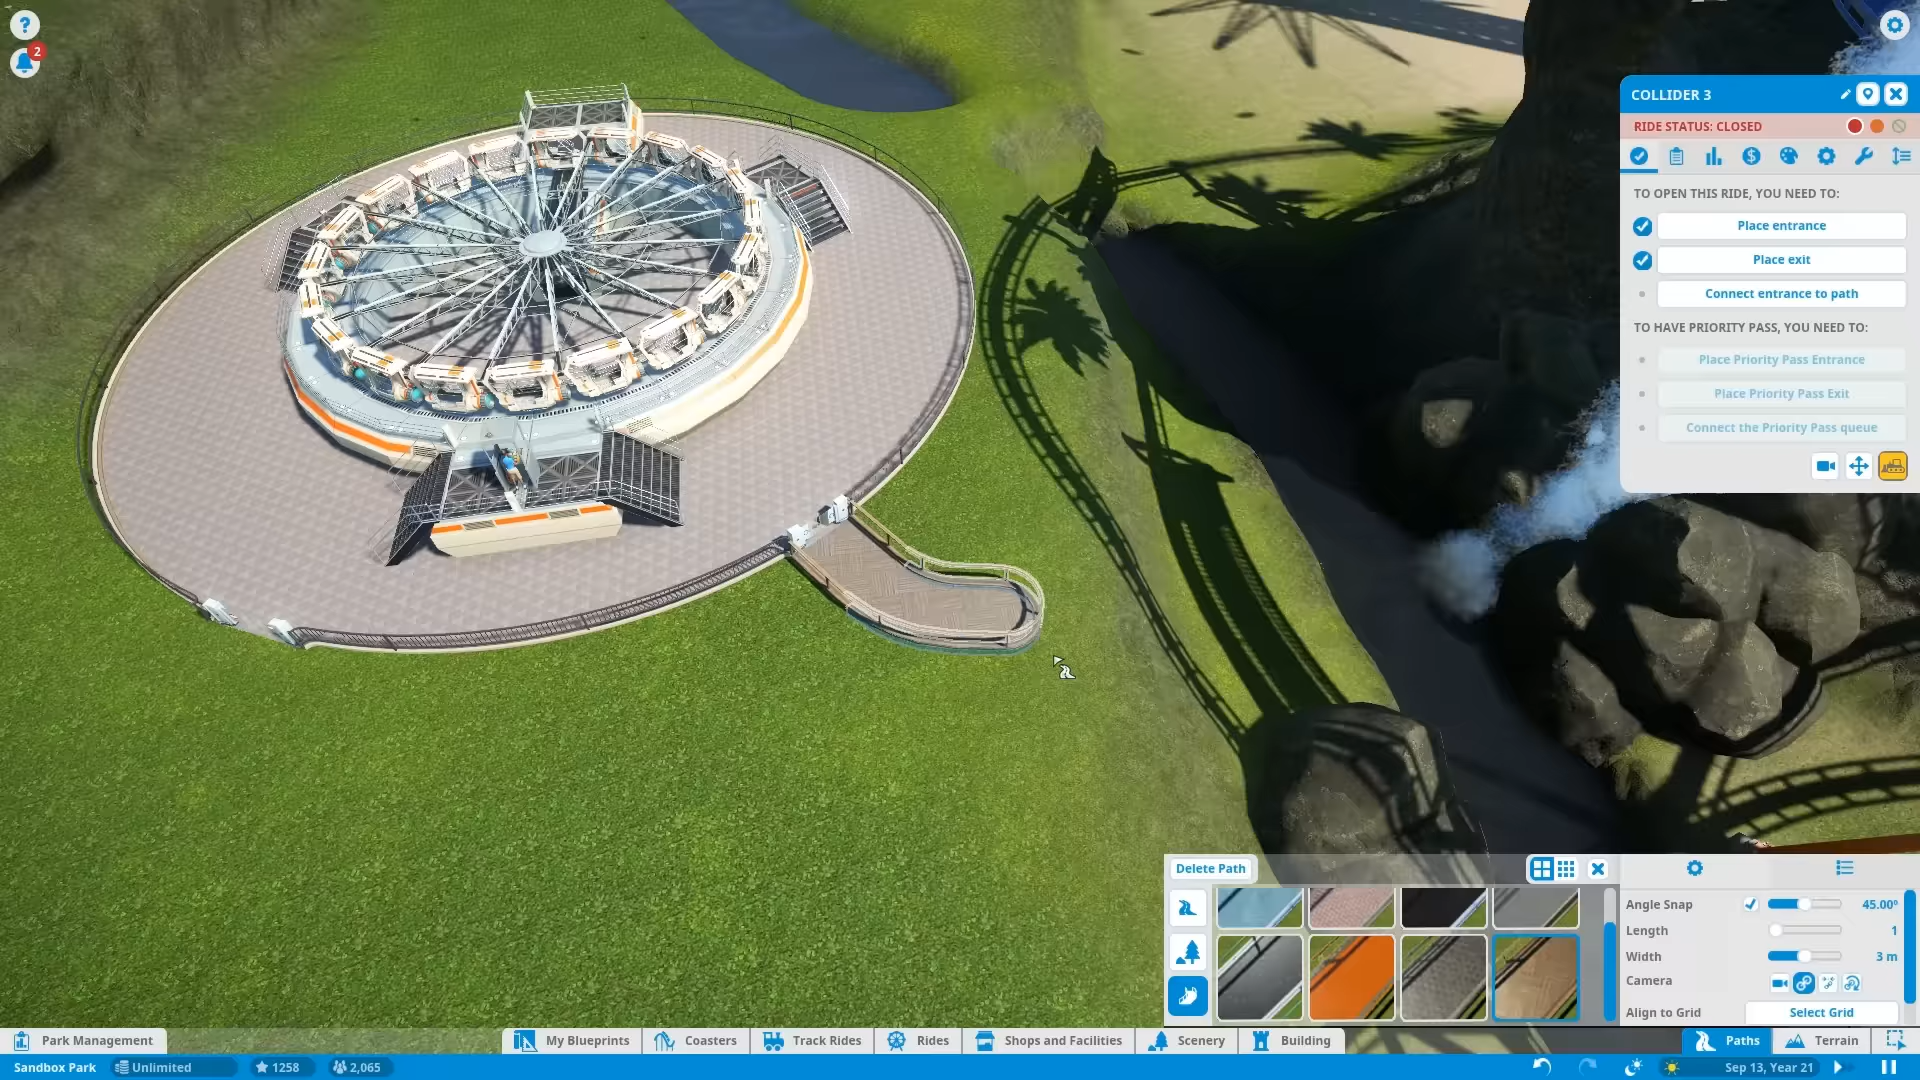 ?
2
COLLIDER 3
RIDE STATUS: CLOSED
TO OPEN THIS RIDE, YOU NEED TO:
Place entrance
Place exit
Connect entrance to path
TO HAVE PRIORITY PASS, YOU NEED TO:
Place Priority Pass Entrance
Place Priority Pass Exit
Connect the Priority Pass queue
Delete Path
Angle Snap 45.00°
Length 1
Width 3 m
Camera
Align to Grid Select Grid
Park Management My Blueprints Coasters Track Rides Rides Shops and Facilities Scenery Building Paths Terrain
Sandbox Park Unlimited 1258 2,065 Sep 13, Year 21